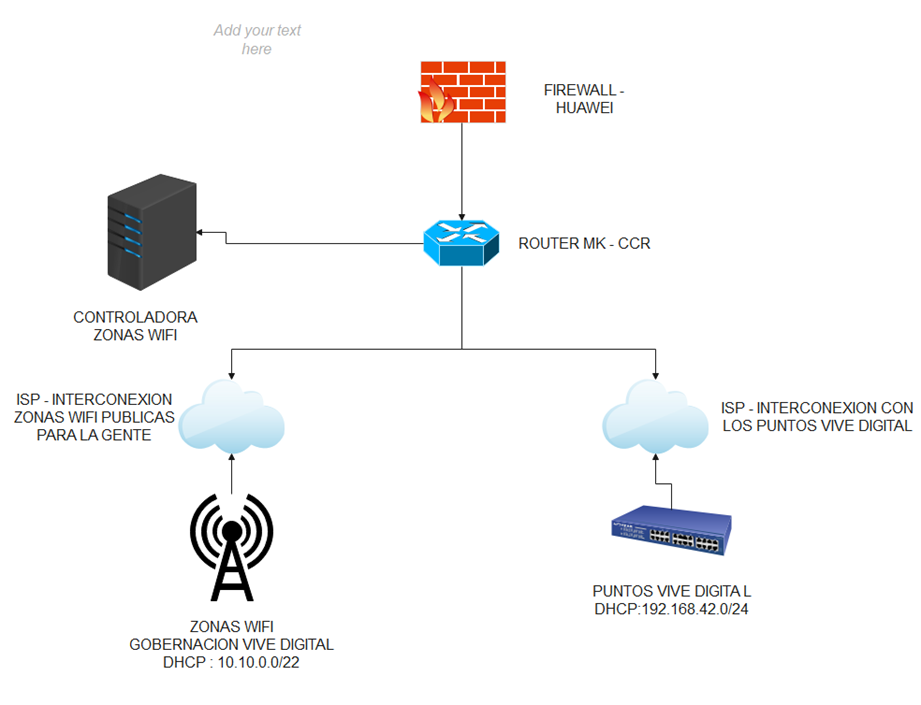 Add your text
here
FIREWALL -
HUAWEI
ROUTER MK - CCR
CONTROLADORA
ZONAS WIFI
ISP - INTERCONEXION
ZONAS WIFI PUBLICAS
PARA LA GENTE
ISP - INTERCONEXION CON
LOS PUNTOS VIVE DIGITAL
ZONAS WIFI
GOBERNACION VIVE DIGITAL
DHCP : 10.10.0.0/22
PUNTOS VIVE DIGITA L
DHCP:192.168.42.0/24